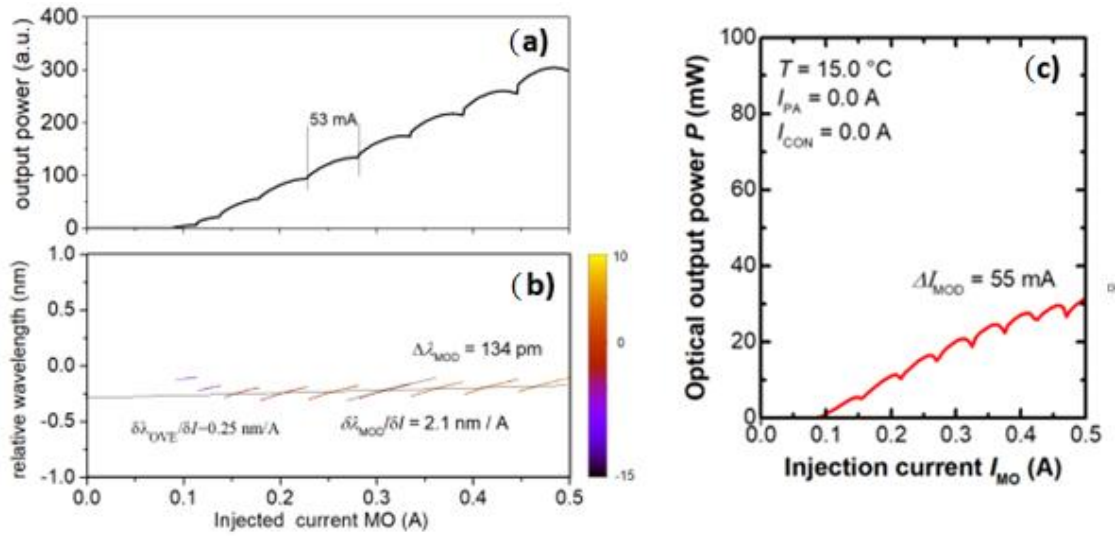 (a)
output power (a.u.)
400
300
200
100
0
53 mA
(b)
relative wavelength (nm)
1.0
0.5
0.0
-0.5
-1.0
Δλ_MOD = 134 pm
δλ_OVE/δI=0.25 nm/A
δλ_MOD/δI = 2.1 nm / A
0.0 0.1 0.2 0.3 0.4 0.5
Injected current MO (A)
10
0
-15
(c)
Optical output power P (mW)
100
80
60
40
20
0
T = 15.0 °C
I_PA = 0.0 A
I_CON = 0.0 A
ΔI_MOD = 55 mA
0.0 0.1 0.2 0.3 0.4 0.5
Injection current I_MO (A)